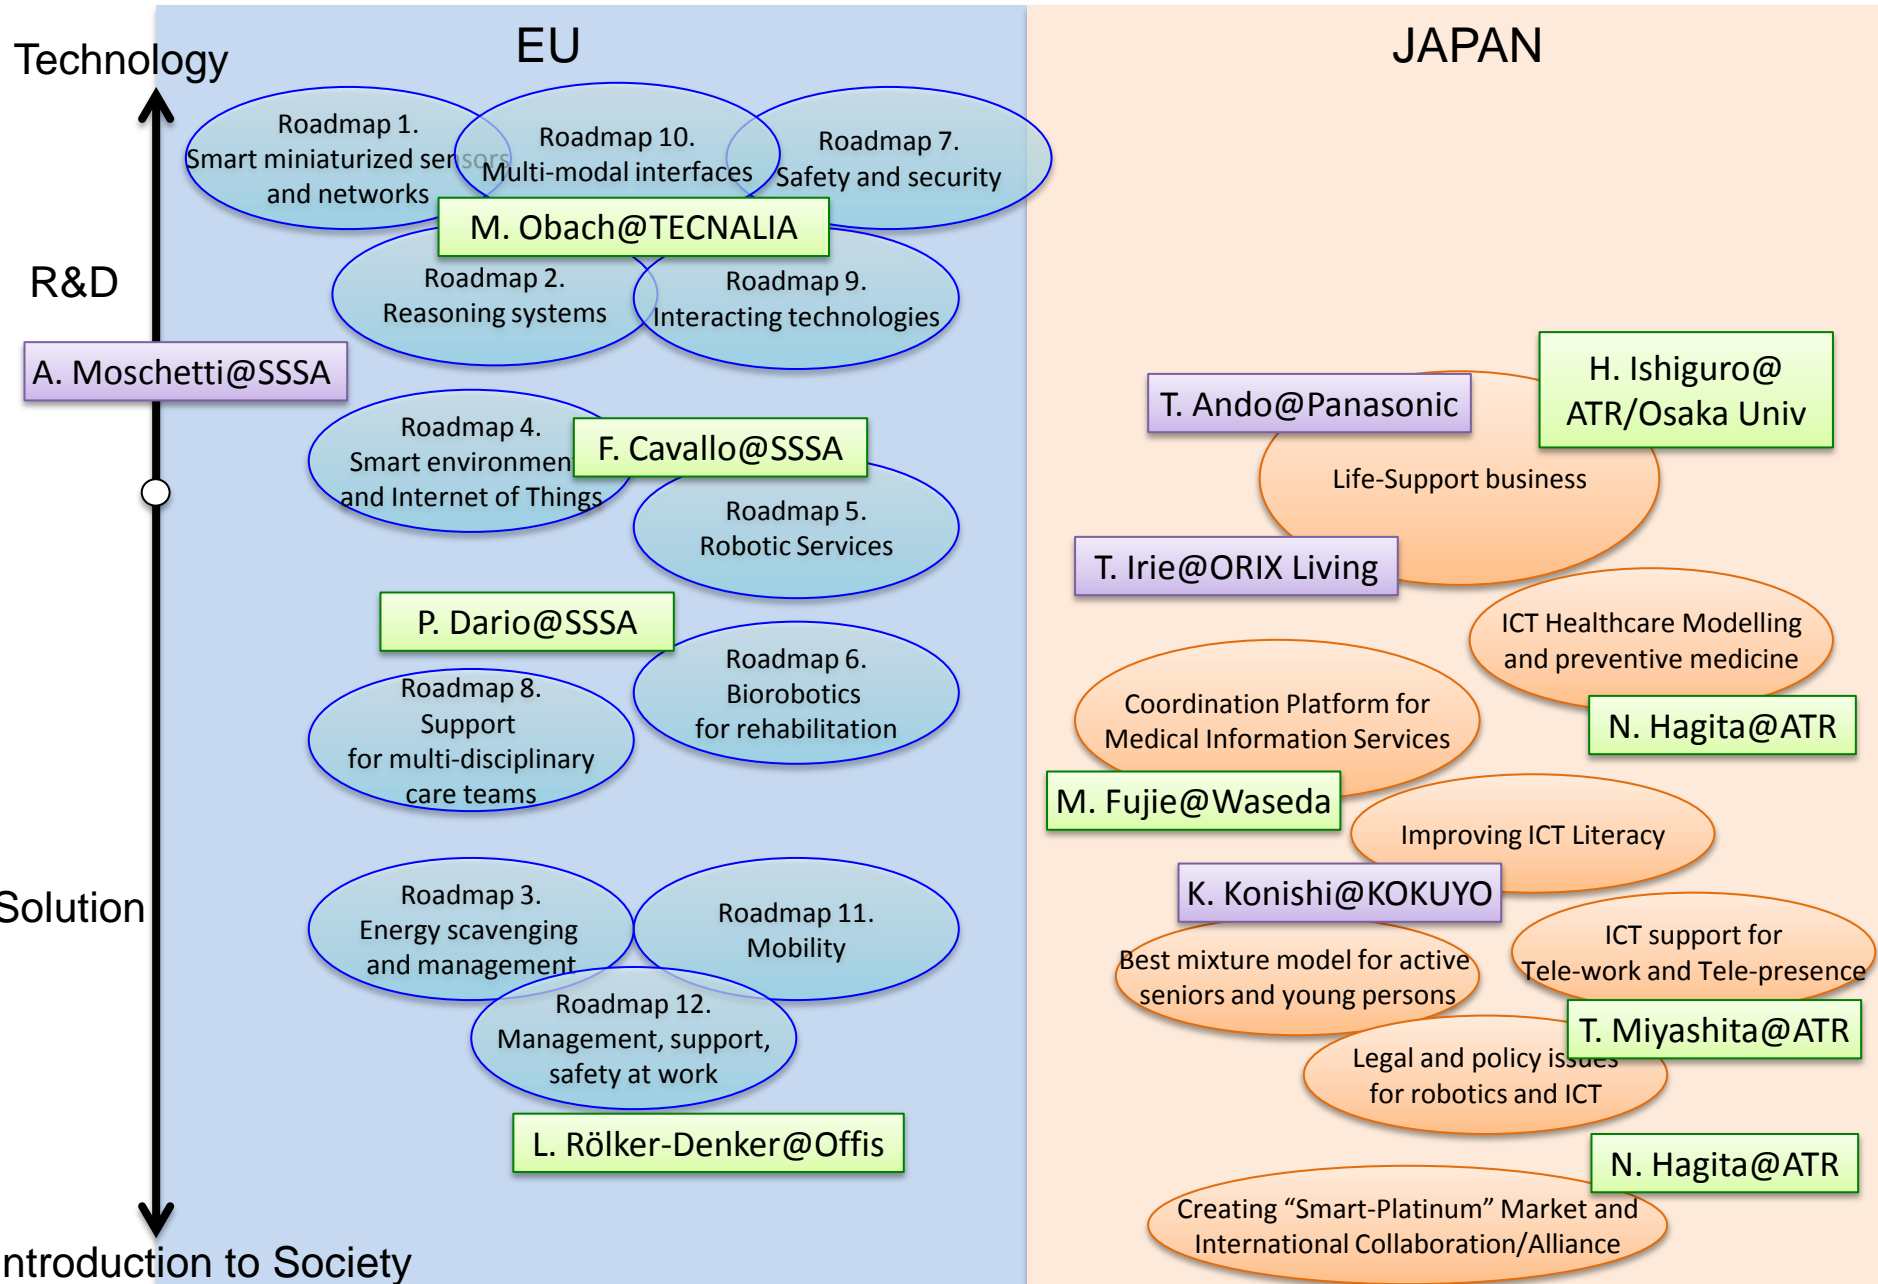 EU
JAPAN
Technology
Roadmap 1.
Smart miniaturized sensors
and networks
Roadmap 10.
Multi-modal interfaces
Roadmap 7.
Safety and security
M. Obach@TECNALIA
R&D
Roadmap 2.
Reasoning systems
Roadmap 9.
Interacting technologies
A. Moschetti@SSSA
Roadmap 4.
Smart environment
and Internet of Things
F. Cavallo@SSSA
Roadmap 5.
Robotic Services
P. Dario@SSSA
Roadmap 6.
Biorobotics
for rehabilitation
Roadmap 8.
Support
for multi-disciplinary
care teams
Solution
Roadmap 3.
Energy scavenging
and management
Roadmap 11.
Mobility
Roadmap 12.
Management, support,
safety at work
L. Rölker-Denker@Offis
ntroduction to Society
T. Ando@Panasonic
H. Ishiguro@
ATR/Osaka Univ
Life-Support business
T. Irie@ORIX Living
ICT Healthcare Modelling
and preventive medicine
N. Hagita@ATR
Coordination Platform for
Medical Information Services
M. Fujie@Waseda
Improving ICT Literacy
K. Konishi@KOKUYO
Best mixture model for active
seniors and young persons
ICT support for
Tele-work and Tele-presence
T. Miyashita@ATR
Legal and policy issues
for robotics and ICT
N. Hagita@ATR
Creating “Smart-Platinum” Market and
International Collaboration/Alliance